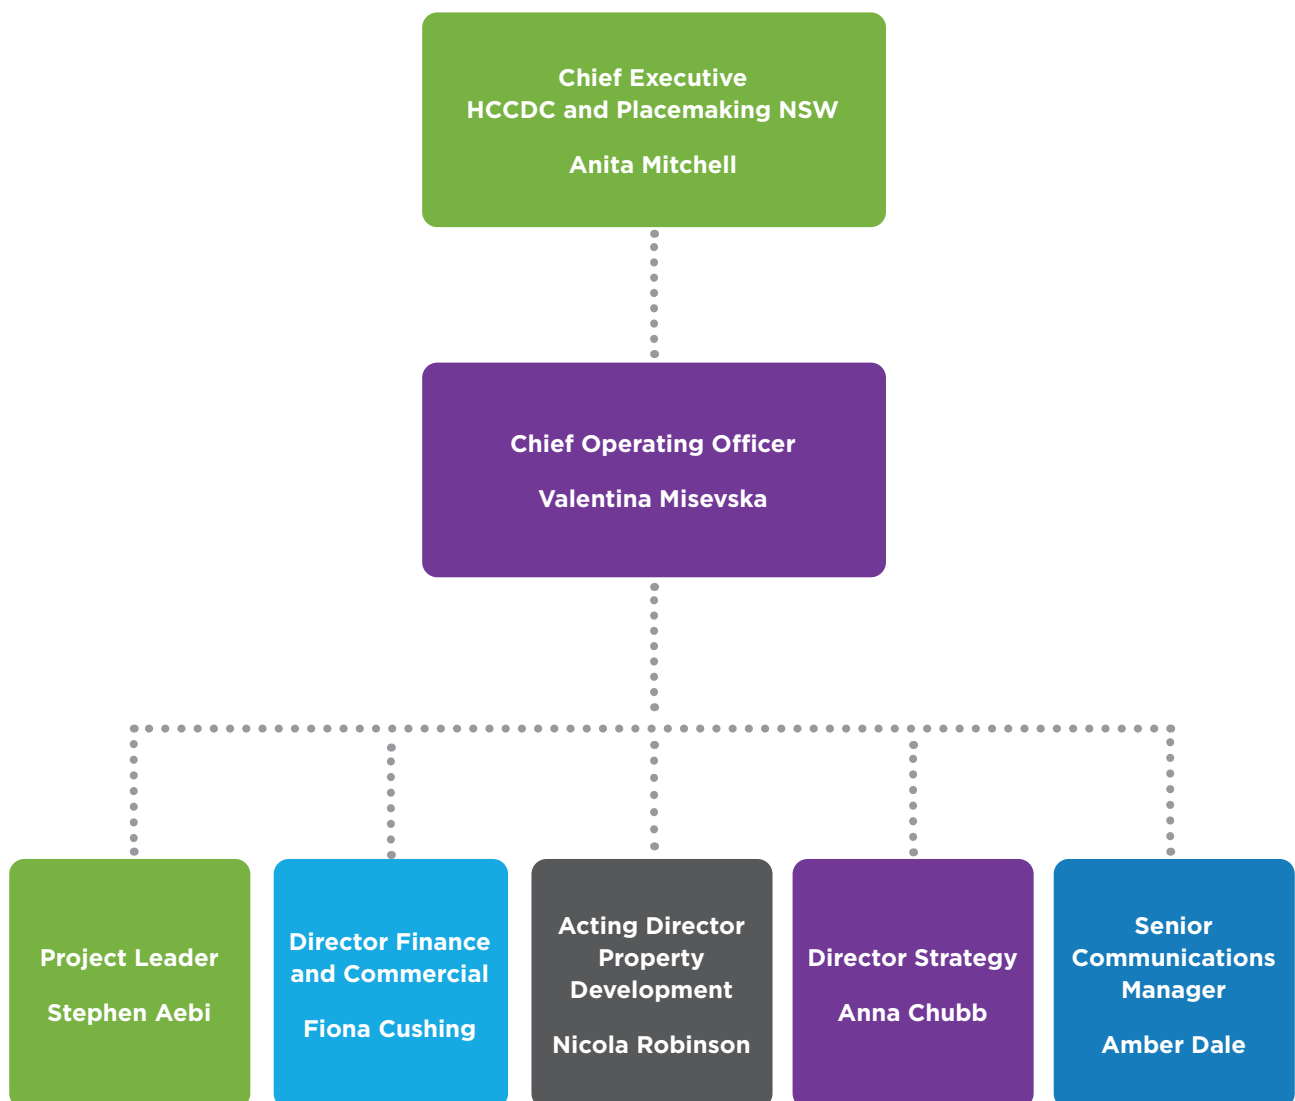 Chief Executive
HCCDC and Placemaking NSW
Anita Mitchell
Chief Operating Officer
Valentina Misevska
Project Leader
Stephen Aebi
Director Finance
and Commercial
Fiona Cushing
Acting Director
Property
Development
Nicola Robinson
Director Strategy
Anna Chubb
Senior
Communications
Manager
Amber Dale